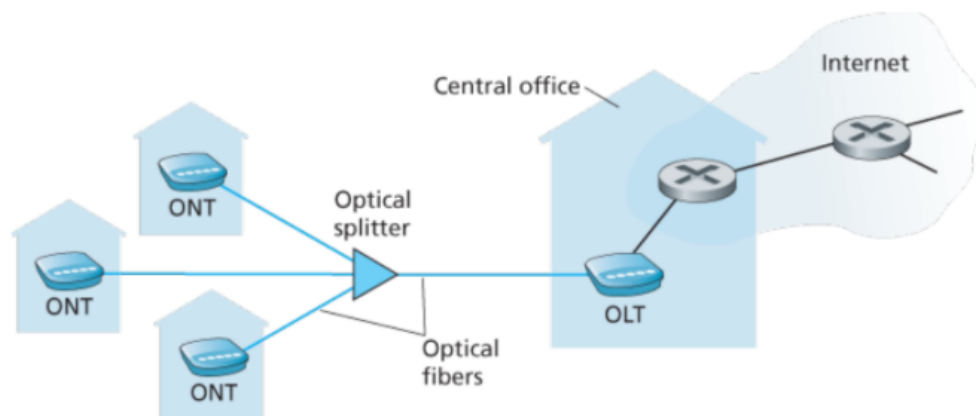 Internet
Central office
ONT
Optical
splitter
ONT
OLT
Optical
fibers
ONT